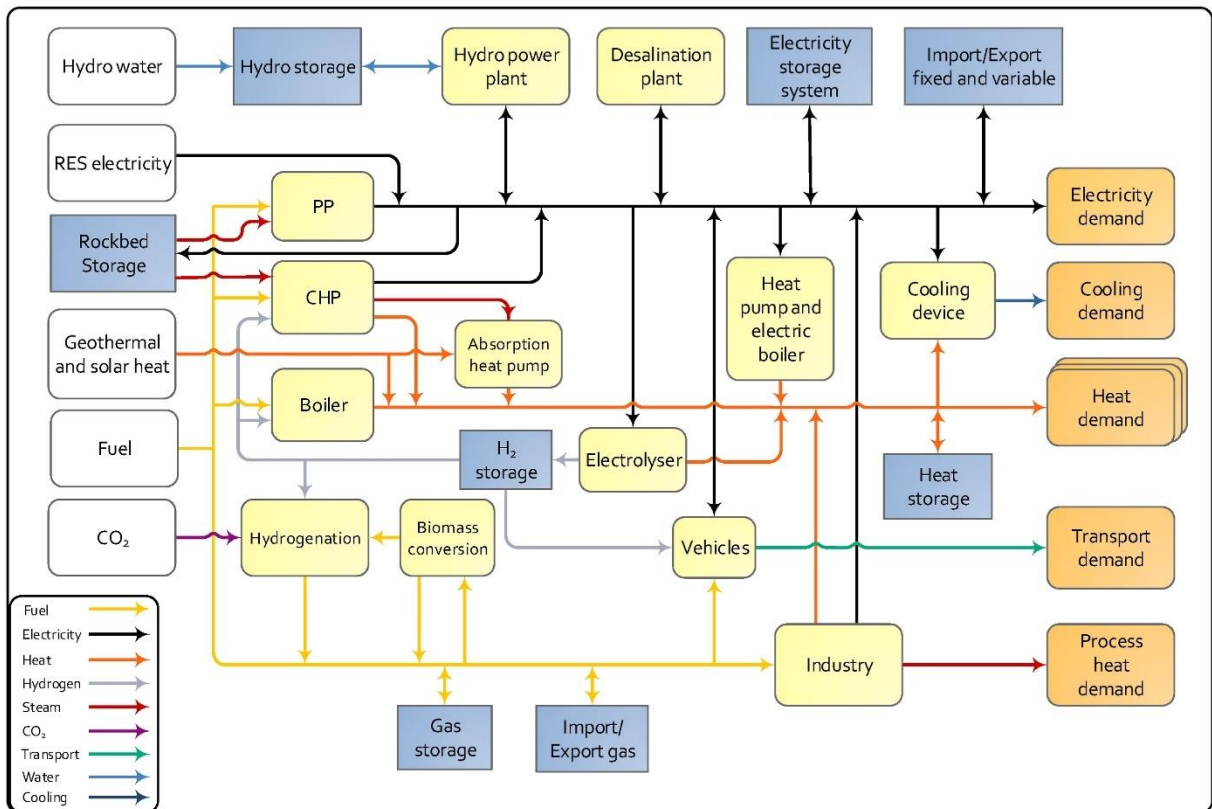 Hydro water
Hydro storage
Hydro power
plant
Desalination
plant
Electricity
storage
system
Import/Export
fixed and variable
RES electricity
PP
Electricity
demand
Rockbed
Storage
CHP
Heat
pump and
electric
boiler
Cooling
device
Cooling
demand
Geothermal
and solar heat
Absorption
heat pump
Boiler
Heat
demand
Fuel
H₂
storage
Electrolyser
Heat
storage
CO₂
Hydrogenation
Biomass
conversion
Vehicles
Transport
demand
Industry
Process
heat
demand
Gas
storage
Import/
Export gas
Fuel
Electricity
Heat
Hydrogen
Steam
CO₂
Transport
Water
Cooling